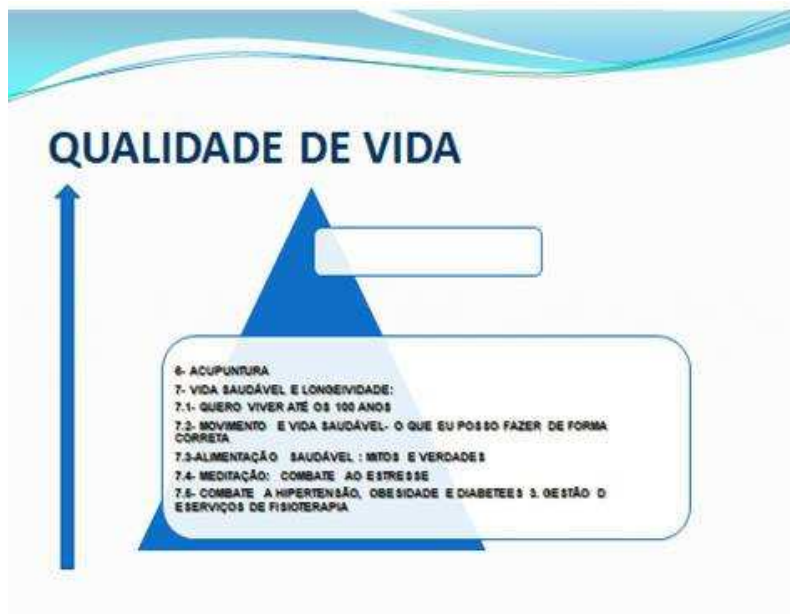 QUALIDADE DE VIDA
6- ACUPUNTURA
7- VIDA SAUDÁVEL E LONGEIVIDADE:
7.1- QUERO VIVER ATÉ OS 100 ANOS
7.2- MOVIMENTO E VIDA SAUDÁVEL- O QUE EU POSSO FAZER DE FORMA
CORRETA
7.3-ALIMENTAÇÃO SAUDÁVEL : MITOS E VERDADES
7.4- MEDITAÇÃO: COMBATE AO ESTRESSE
7.5- COMBATE A HIPERTENSÃO, OBESIDADE E DIABETEES 3. GESTÃO D
ESERVIÇOS DE FISIOTERAPIA